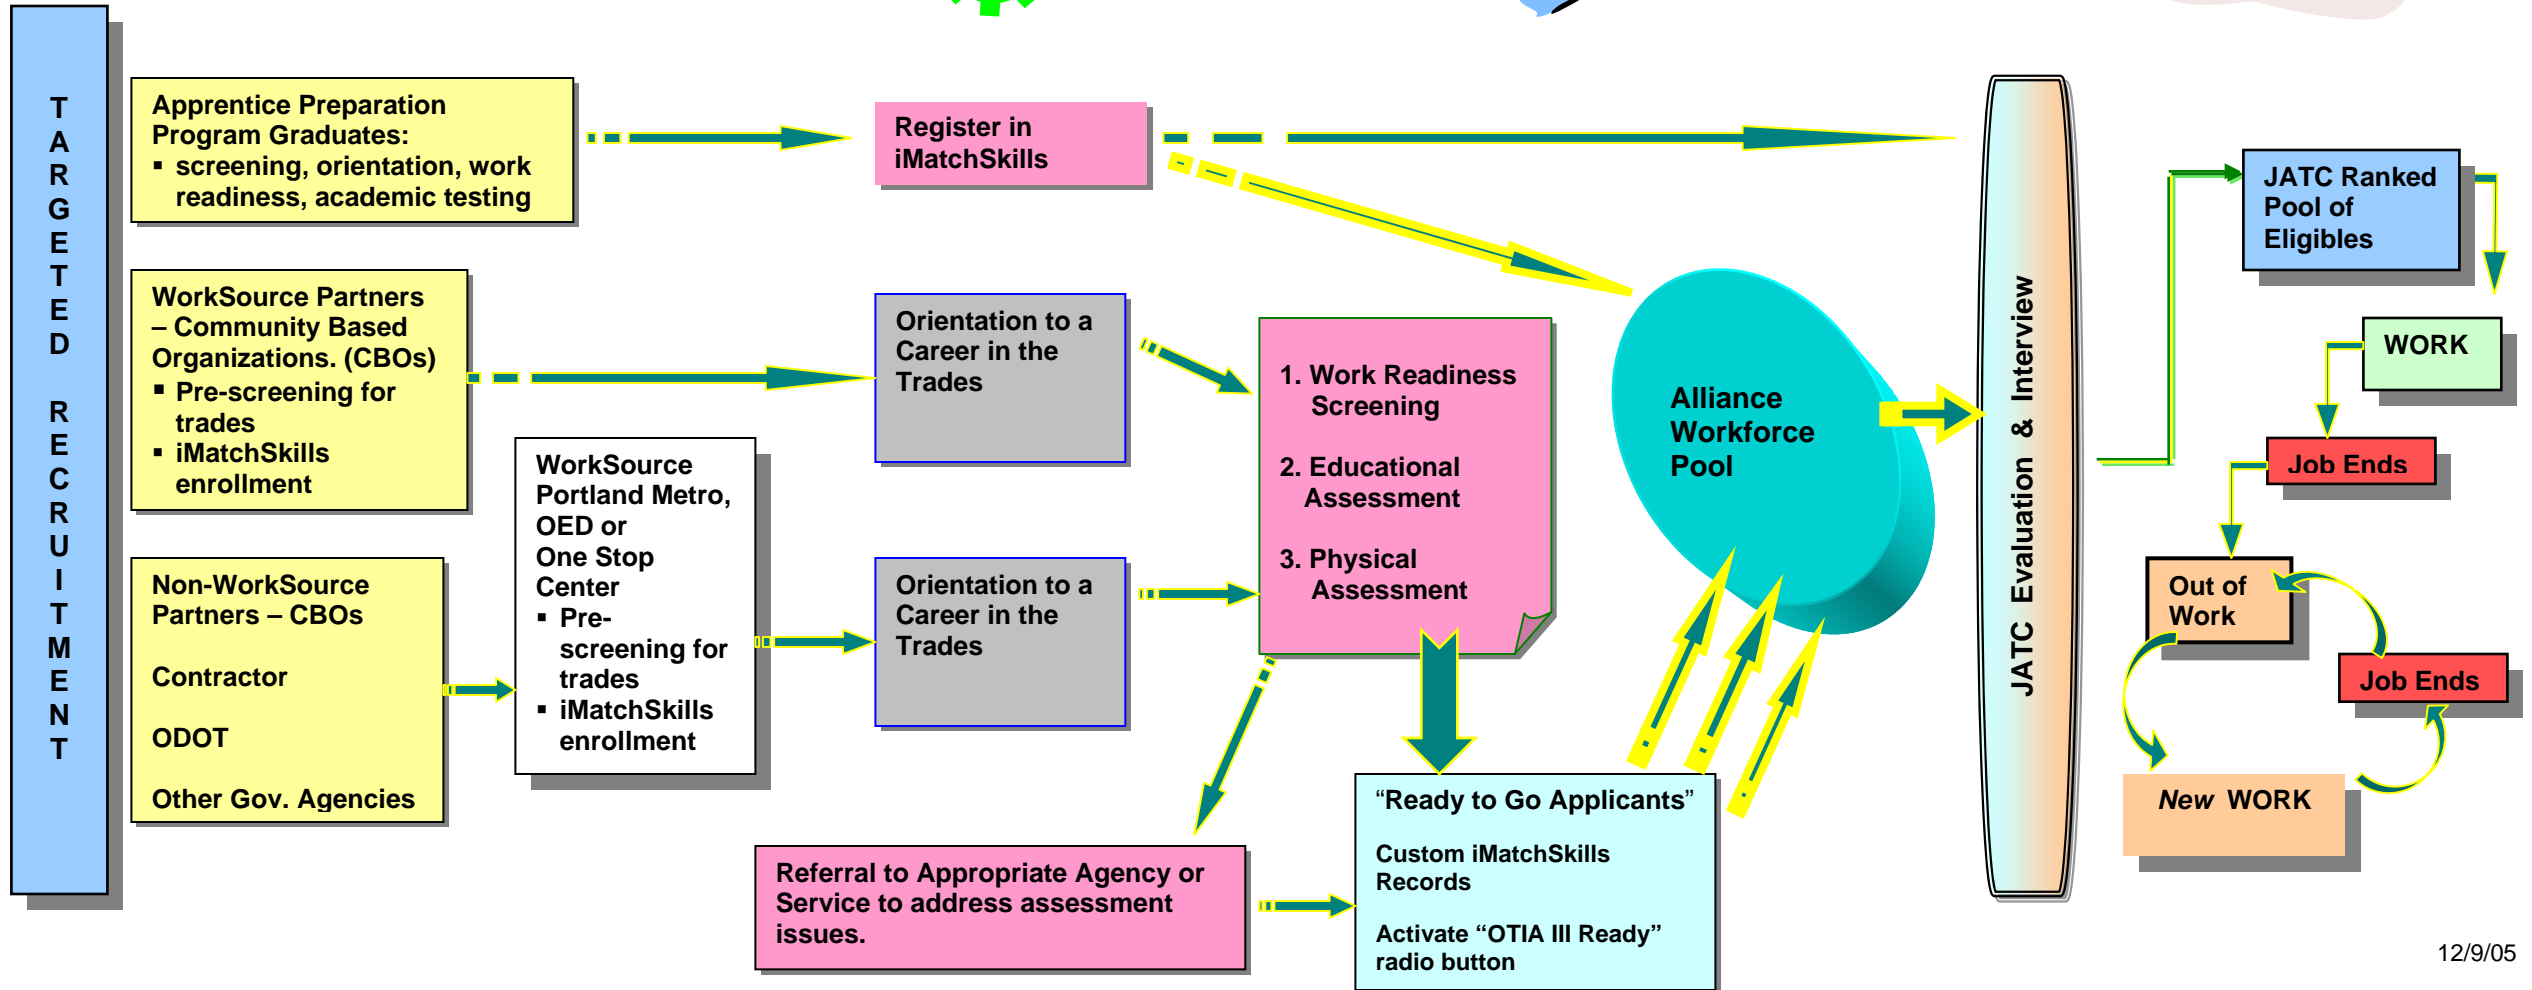 TARGETED RECRUITMENT
Apprentice Preparation
Program Graduates:
▪ screening, orientation, work
readiness, academic testing
WorkSource Partners
– Community Based
Organizations. (CBOs)
▪ Pre-screening for
trades
▪ iMatchSkills
enrollment
Non-WorkSource
Partners – CBOs
Contractor
ODOT
Other Gov. Agencies
WorkSource
Portland Metro,
OED or
One Stop
Center
▪ Pre-
screening for
trades
▪ iMatchSkills
enrollment
Register in
iMatchSkills
Orientation to a
Career in the
Trades
Orientation to a
Career in the
Trades
1. Work Readiness
Screening
2. Educational
Assessment
3. Physical
Assessment
Referral to Appropriate Agency or
Service to address assessment
issues.
“Ready to Go Applicants”
Custom iMatchSkills
Records
Activate “OTIA III Ready”
radio button
Alliance
Workforce
Pool
JATC Evaluation & Interview
JATC Ranked
Pool of
Eligibles
WORK
Job Ends
Out of
Work
Job Ends
New WORK
12/9/05